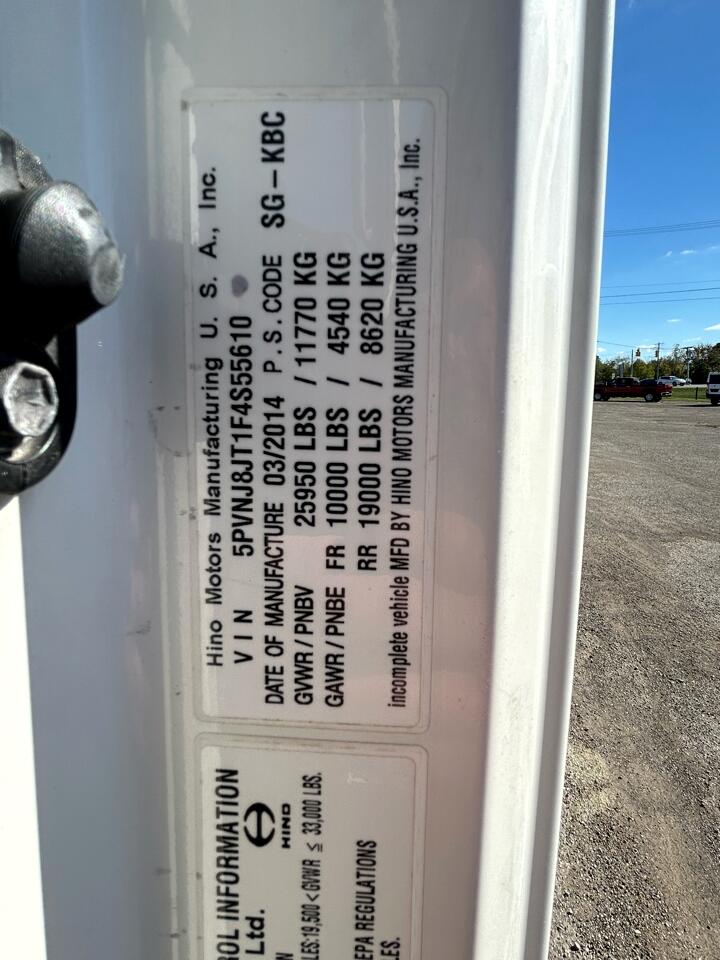 Hino Motors Manufacturing U. S. A., Inc.
VIN 5PVNJ8JT1F4S55610
DATE OF MANUFACTURE 03/2014 P.S. CODE SG-KBC
GVWR/PNBV 25950 LBS / 11770 KG
GAWR/PNBE FR 10000 LBS / 4540 KG
RR 19000 LBS / 8620 KG
incomplete vehicle MFD BY HINO MOTORS MANUFACTURING U.S.A., Inc.
ROL INFORMATION
Ltd.
HINO
ON
LES:19,500<GVWR ≤ 33,000 LBS.
EPA REGULATIONS
LES.